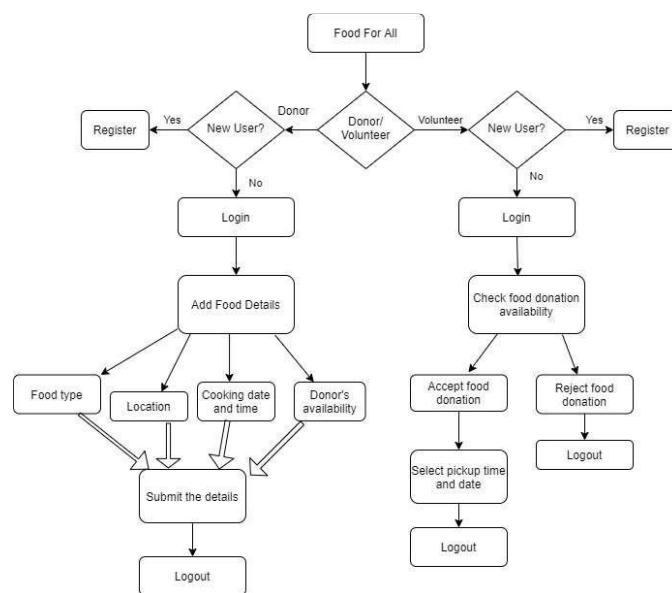 Food For All
Donor/
Volunteer
Donor
Volunteer
New User?
Yes
Register
New User?
Yes
Register
No
No
Login
Login
Add Food Details
Check food donation
availability
Food type
Location
Cooking date
and time
Donor's
availability
Accept food
donation
Reject food
donation
Submit the details
Select pickup time
and date
Logout
Logout
Logout